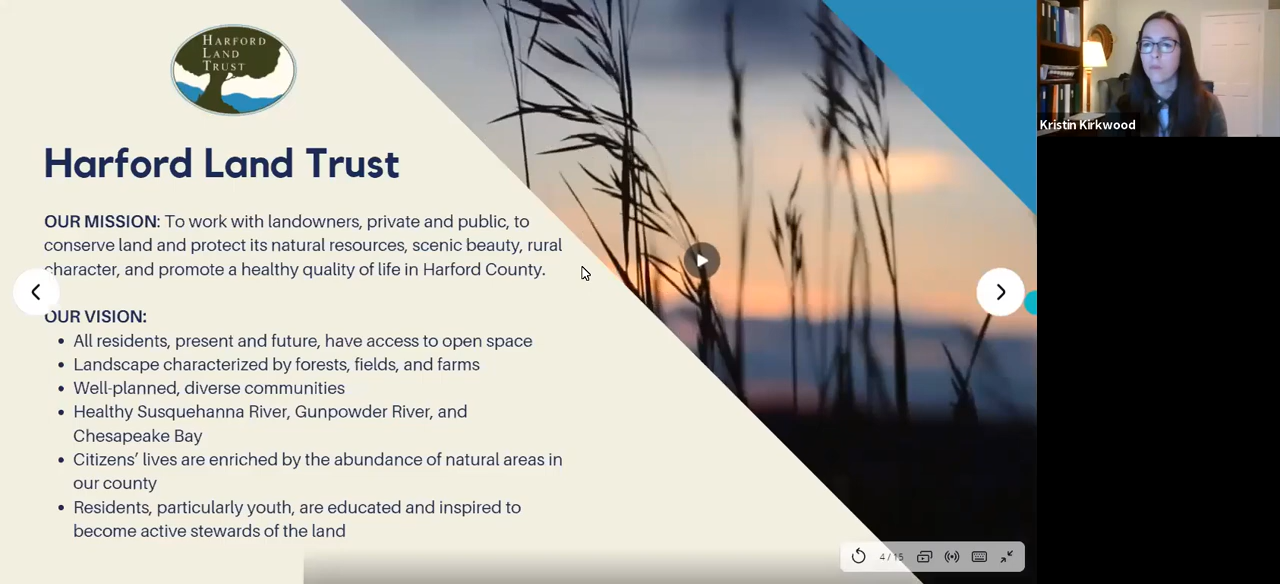 HARFORD
LAND
TRUST
Kristin Kirkwood
Harford Land Trust
OUR MISSION: To work with landowners, private and public, to
conserve land and protect its natural resources, scenic beauty, rural
character, and promote a healthy quality of life in Harford County.
OUR VISION:
• All residents, present and future, have access to open space
• Landscape characterized by forests, fields, and farms
• Well-planned, diverse communities
• Healthy Susquehanna River, Gunpowder River, and
Chesapeake Bay
• Citizens’ lives are enriched by the abundance of natural areas in
our county
• Residents, particularly youth, are educated and inspired to
become active stewards of the land
4/15